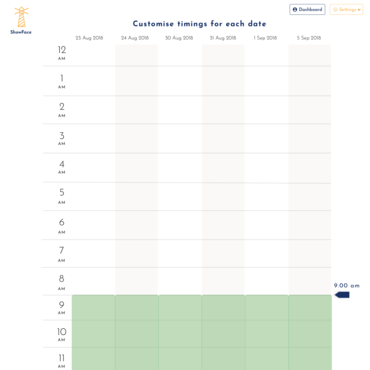 Dashboard
Settings
ShowFace
Customise timings for each date
23 Aug 2018
24 Aug 2018
30 Aug 2018
31 Aug 2018
1 Sep 2018
5 Sep 2018
12
AM
1
AM
2
AM
3
AM
4
AM
5
AM
6
AM
7
AM
8
AM
9:00 am
9
AM
10
AM
11
AM